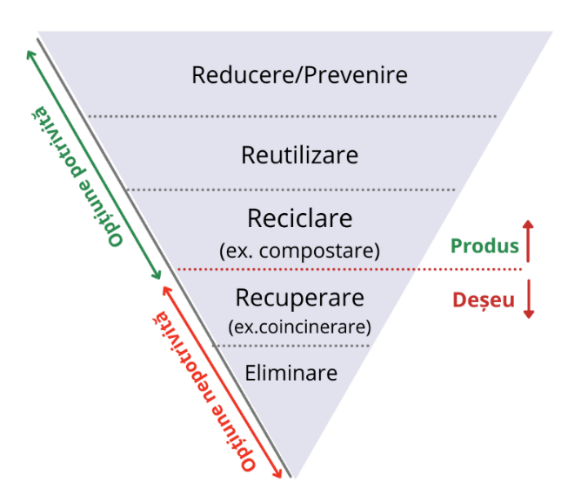 Reducere/Prevenire
Reutilizare
Reciclare
(ex. compostare)
Recuperare
(ex.coincinerare)
Eliminare
Opțiune potrivită
Opțiune nepotrivită
Produs
Deșeu